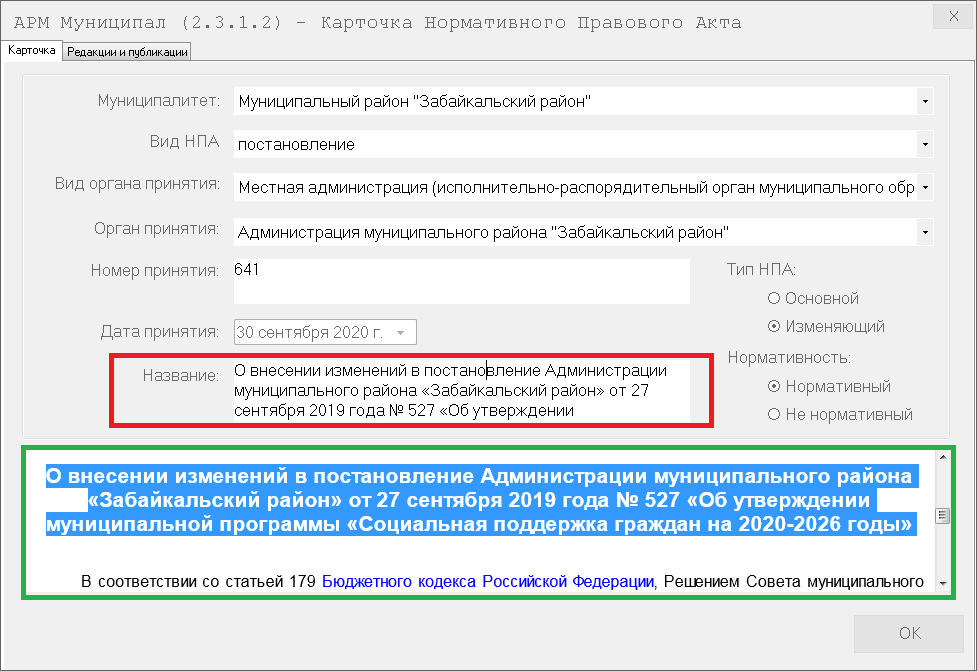 АРМ Муниципал (2.3.1.2) - Карточка Нормативного Правового Акта
Карточка
Редакции и публикации
Муниципалитет:
Муниципальный район "Забайкальский район"
Вид НПА
постановление
Вид органа принятия:
Местная администрация (исполнительно-распорядительный орган муниципального обр
Орган принятия:
Администрация муниципального района "Забайкальский район"
Номер принятия:
641
Дата принятия:
30 сентября 2020 г.
Название:
О внесении изменений в постановление Администрации
муниципального района «Забайкальский район» от 27
сентября 2019 года № 527 «Об утверждении
Тип НПА:
Основной
Изменяющий
Нормативность:
Нормативный
Не нормативный
О внесении изменений в постановление Администрации муниципального района
«Забайкальский район» от 27 сентября 2019 года № 527 «Об утверждении
муниципальной программы «Социальная поддержка граждан на 2020-2026 годы»
В соответствии со статьей 179 Бюджетного кодекса Российской Федерации, Решением Совета муниципального
OK